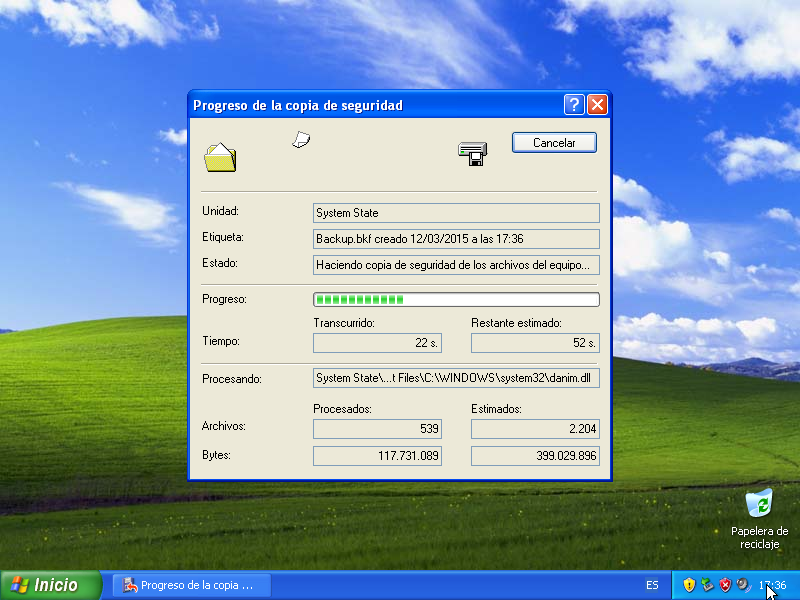 Progreso de la copia de seguridad
Cancelar
Unidad:
System State
Etiqueta:
Backup.bkf creado 12/03/2015 a las 17:36
Estado:
Haciendo copia de seguridad de los archivos del equipo...
Progreso:
Transcurrido:
Restante estimado:
Tiempo:
22 s.
52 s.
Procesando:
System State\...t Files\C:\WINDOWS\system32\danim.dll
Procesados:
Estimados:
Archivos:
539
2.204
Bytes:
117.731.089
399.029.896
Papelera de
reciclaje
Inicio
Progreso de la copia ...
ES
17:36